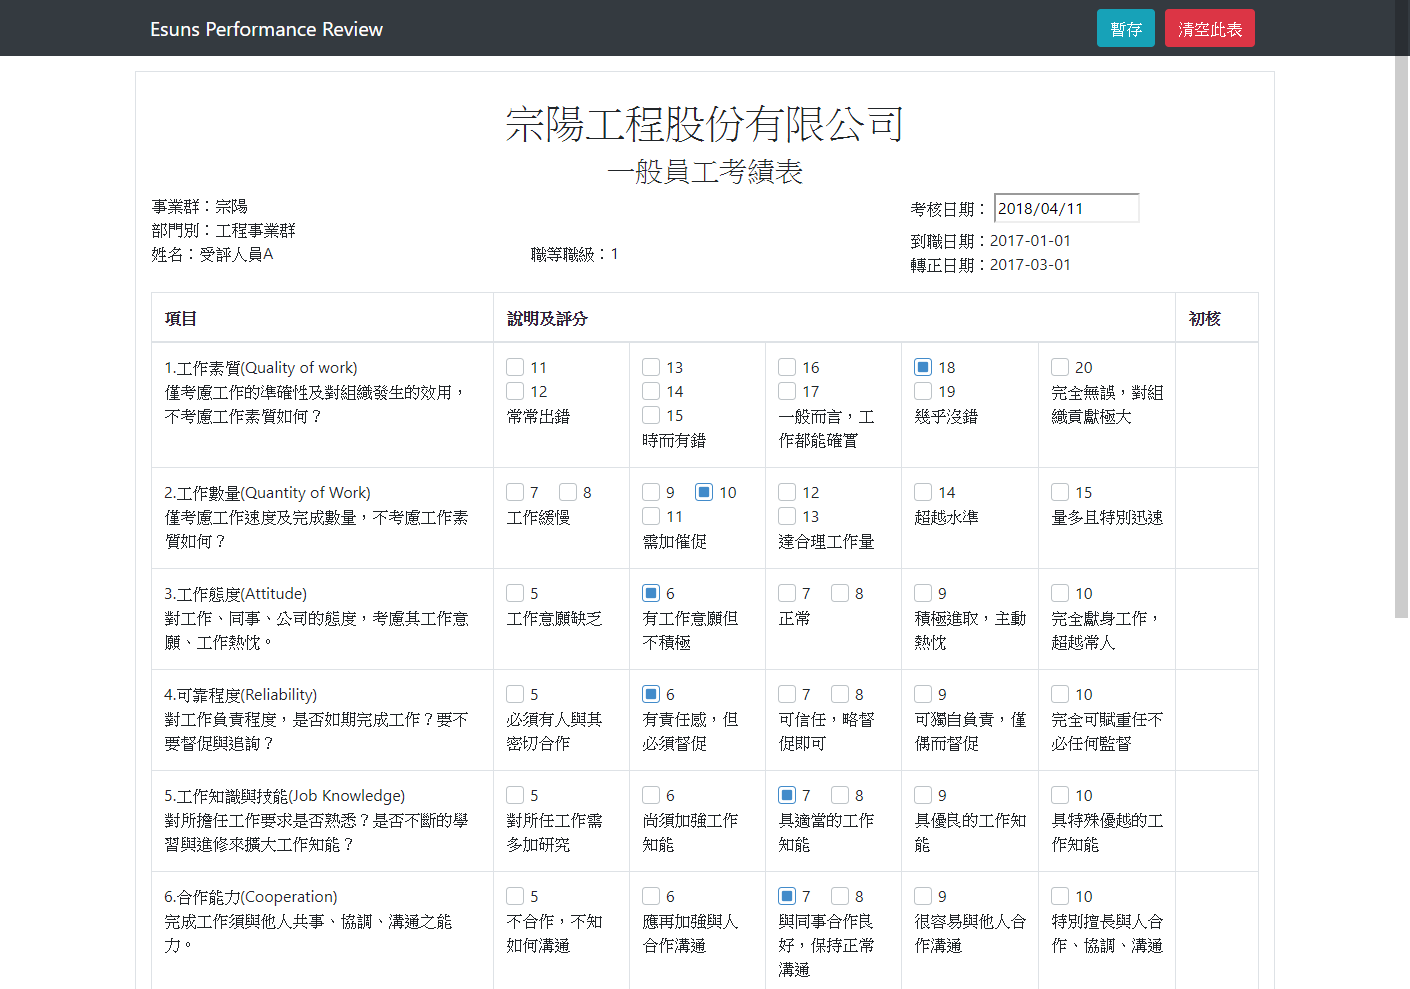 Esuns Performance Review
暫存
清空此表
宗陽工程股份有限公司
一般員工考績表
事業群：宗陽
部門別：工程事業群
姓名：受評人員A
職等職級：1
考核日期：
2018/04/11
到職日期：2017-01-01
轉正日期：2017-03-01
項目
說明及評分
初核
1.工作素質(Quality of work)
僅考慮工作的準確性及對組織發生的效用，
不考慮工作素質如何？
11
12
常常出錯
13
14
15
時而有錯
16
17
一般而言，工
作都能確實
18
19
幾乎沒錯
20
完全無誤，對組
織貢獻極大
2.工作數量(Quantity of Work)
僅考慮工作速度及完成數量，不考慮工作素
質如何？
7 8
工作緩慢
9 10
11
需加催促
12
13
達合理工作量
14
超越水準
15
量多且特別迅速
3.工作態度(Attitude)
對工作、同事、公司的態度，考慮其工作意
願、工作熱忱。
5
工作意願缺乏
6
有工作意願但
不積極
7 8
正常
9
積極進取，主動
熱忱
10
完全獻身工作，
超越常人
4.可靠程度(Reliability)
對工作負責程度，是否如期完成工作？要不
要督促與追詢？
5
必須有人與其
密切合作
6
有責任感，但
必須督促
7 8
可信任，略督
促即可
9
可獨自負責，僅
偶而督促
10
完全可賦重任不
必任何監督
5.工作知識與技能(Job Knowledge)
對所擔任工作要求是否熟悉？是否不斷的學
習與進修來擴大工作知能？
5
對所任工作需
多加研究
6
尚須加強工作
知能
7 8
具適當的工作
知能
9
具優良的工作知
能
10
具特殊優越的工
作知能
6.合作能力(Cooperation)
完成工作須與他人共事、協調、溝通之能
力。
5
不合作，不知
如何溝通
6
應再加強與人
合作溝通
7 8
與同事合作良
好，保持正常
溝通
9
很容易與他人合
作溝通
10
特別擅長與人合
作、協調、溝通